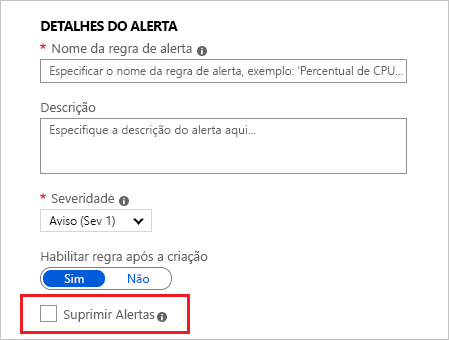 DETALHES DO ALERTA
* Nome da regra de alerta
Especificar o nome da regra de alerta, exemplo: 'Percentual de CPU...
Descrição
Especifique a descrição do alerta aqui...
* Severidade
Aviso (Sev 1)
Habilitar regra após a criação
Sim Não
Suprimir Alertas